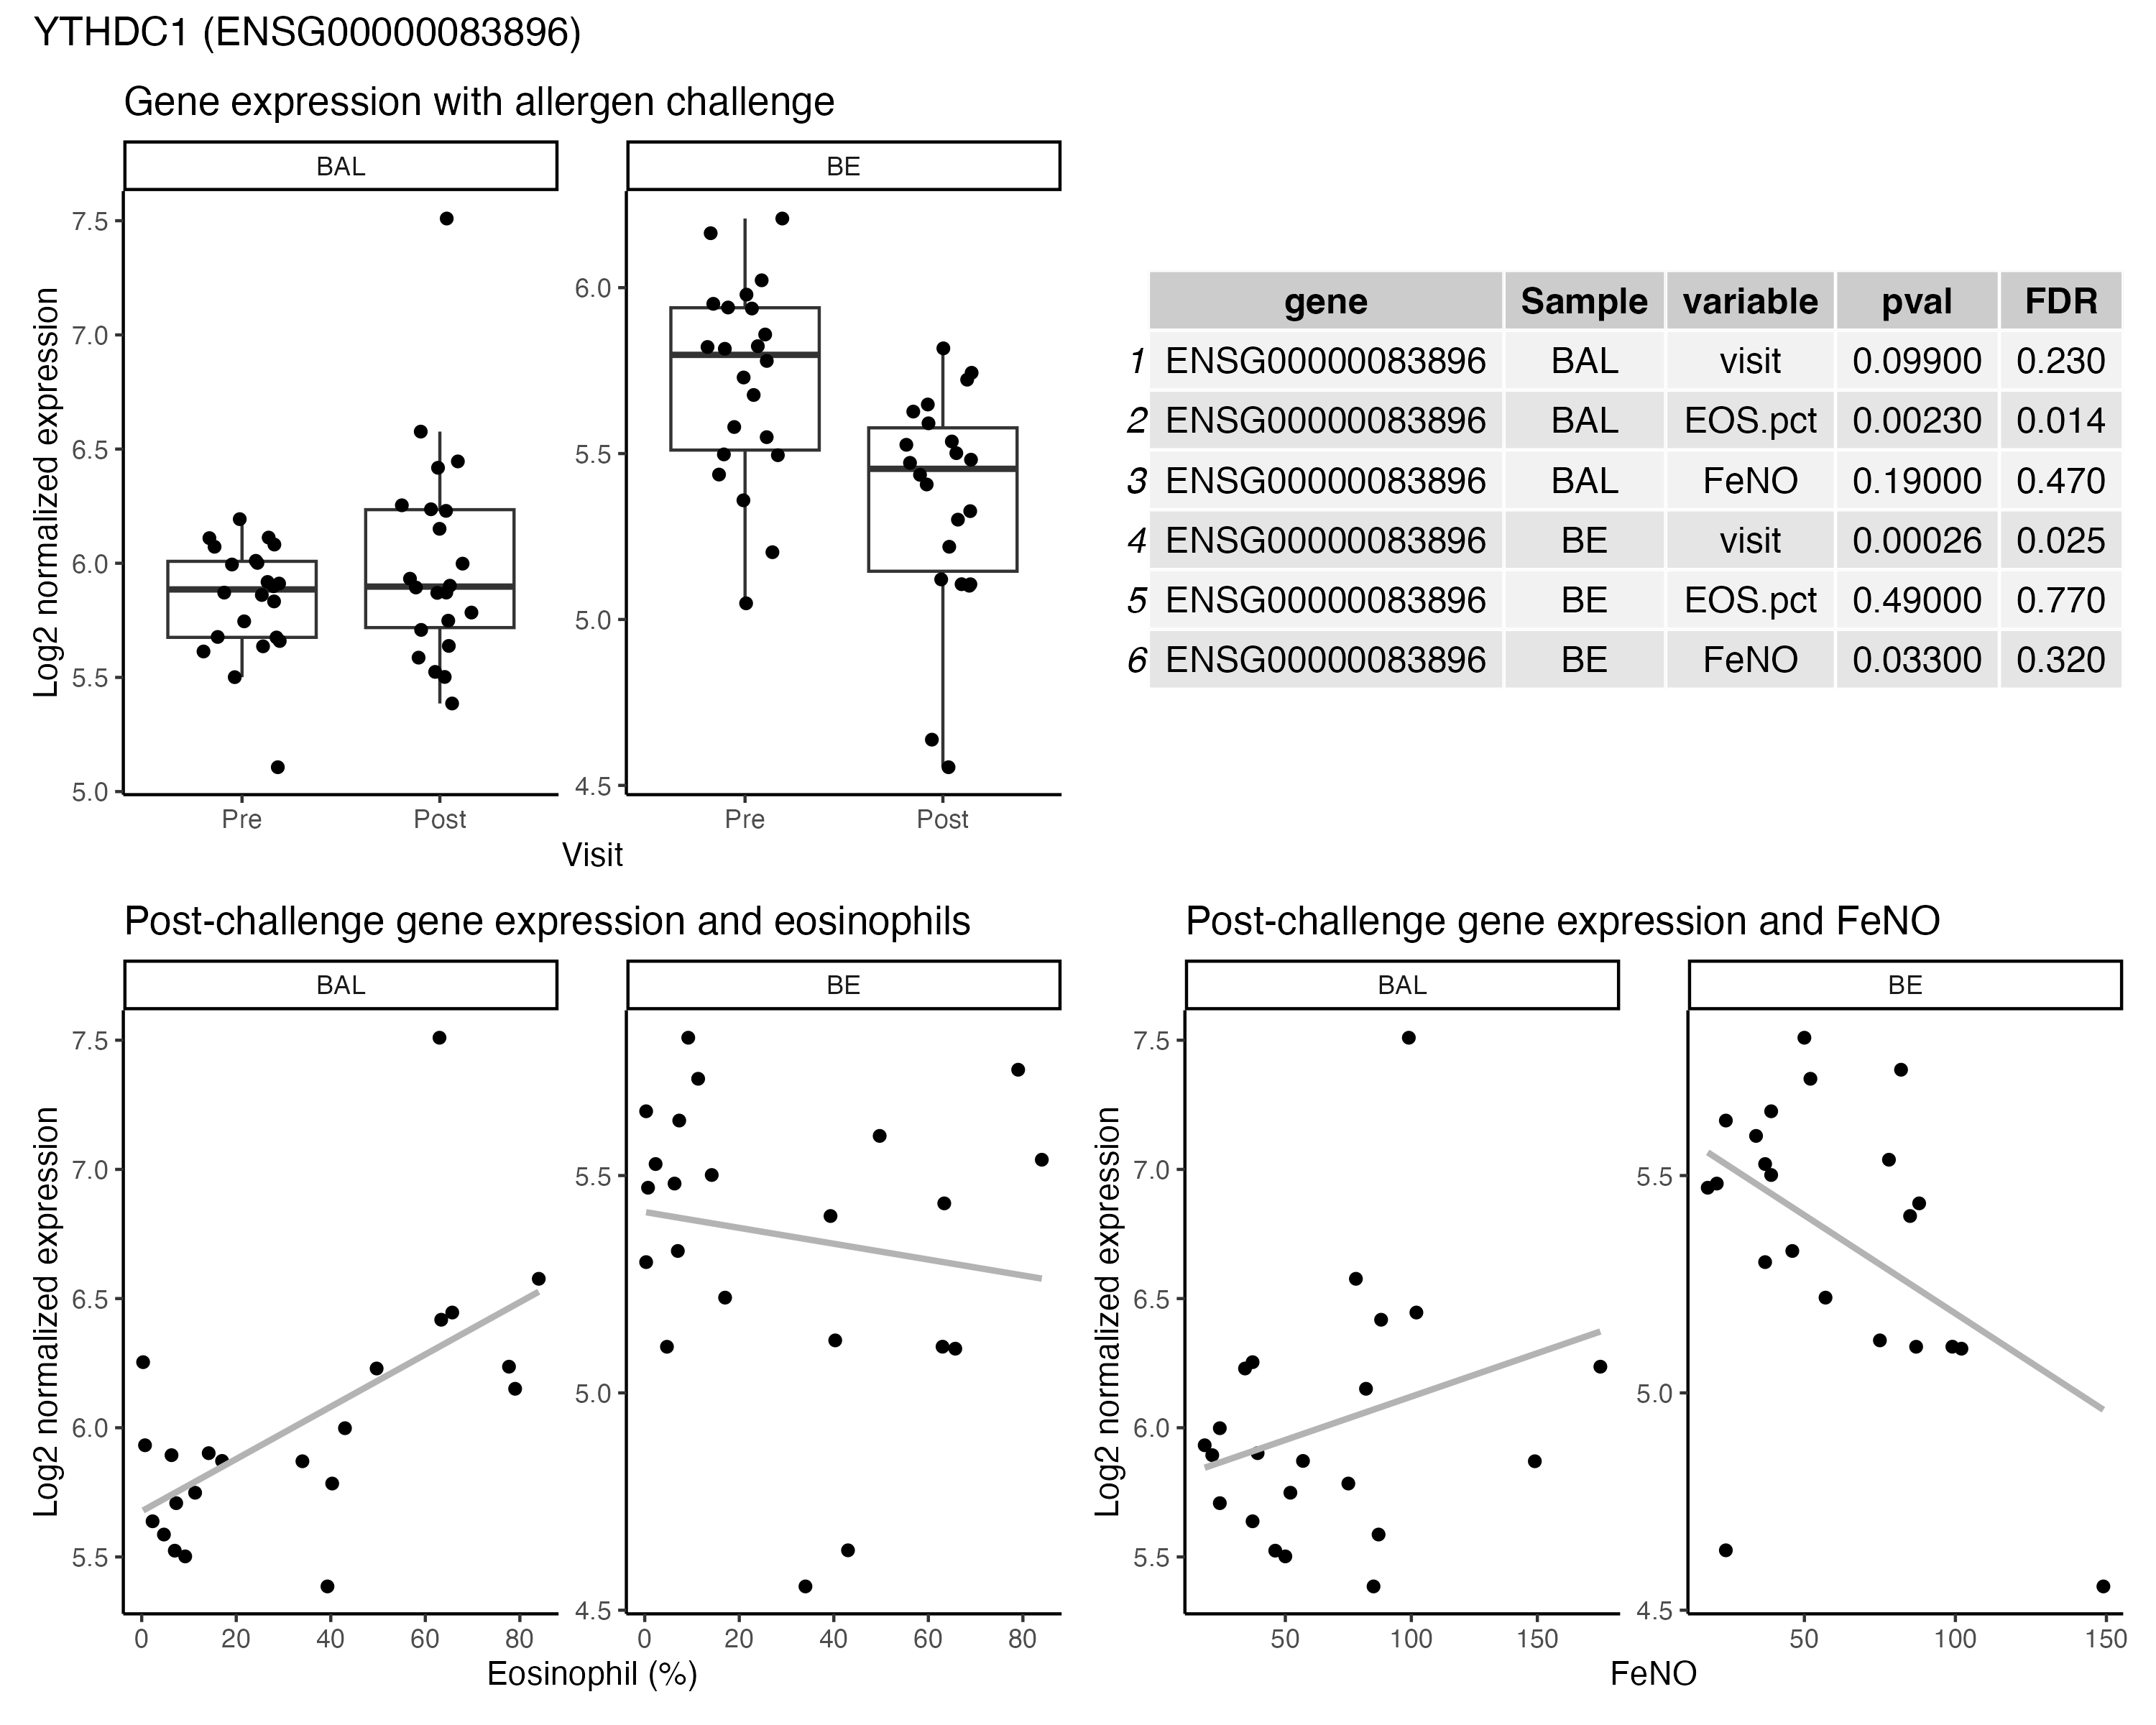 YTHDC1 (ENSG00000083896)
Gene expression with allergen challenge
BAL
BE
Log2 normalized expression
7.5
7.0
6.5
6.0
5.5
5.0
6.0
5.5
5.0
4.5
Pre
Post
Pre
Post
Visit
gene Sample variable pval FDR
1 ENSG00000083896 BAL visit 0.09900 0.230
2 ENSG00000083896 BAL EOS.pct 0.00230 0.014
3 ENSG00000083896 BAL FeNO 0.19000 0.470
4 ENSG00000083896 BE visit 0.00026 0.025
5 ENSG00000083896 BE EOS.pct 0.49000 0.770
6 ENSG00000083896 BE FeNO 0.03300 0.320
Post-challenge gene expression and eosinophils
BAL
BE
Log2 normalized expression
7.5
7.0
6.5
6.0
5.5
5.5
5.0
4.5
0 20 40 60 80
0 20 40 60 80
Eosinophil (%)
Post-challenge gene expression and FeNO
BAL
BE
Log2 normalized expression
7.5
7.0
6.5
6.0
5.5
5.5
5.0
4.5
50 100 150
50 100 150
FeNO